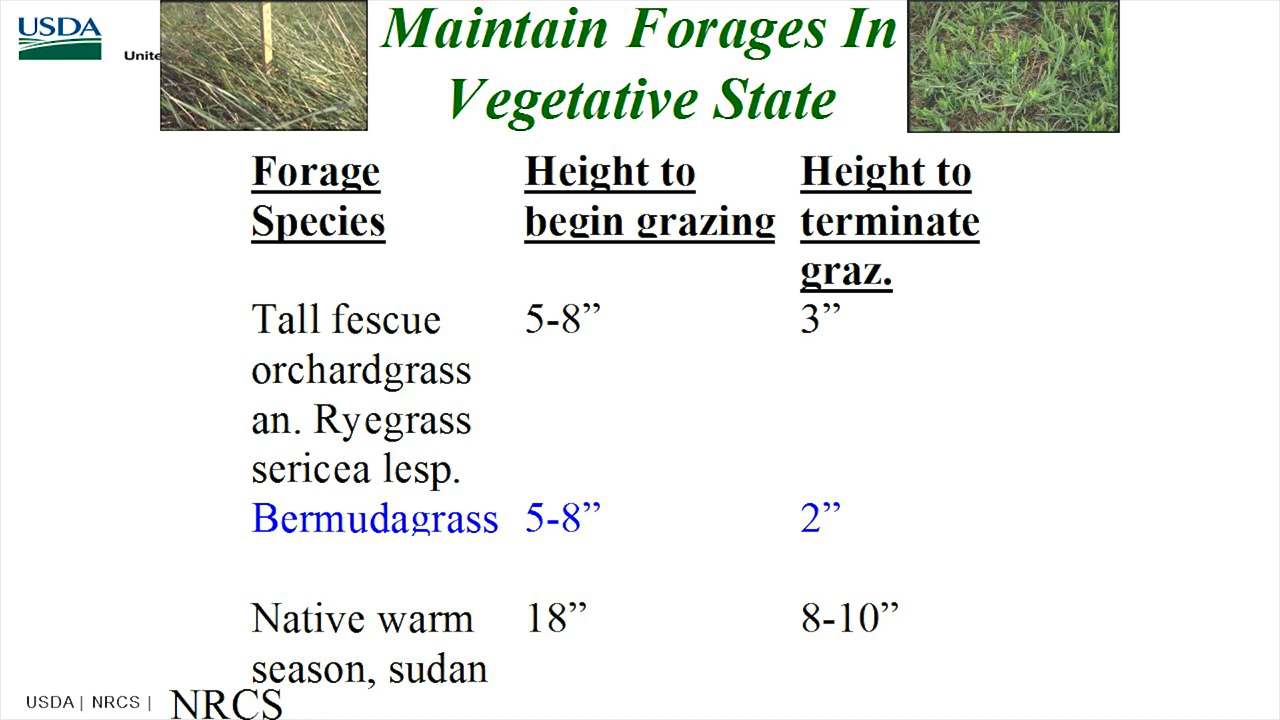 USDA
Unite
Maintain Forages In
Vegetative State
Forage Species
Height to begin grazing
Height to terminate graz.
Tall fescue 5-8” 3”
orchardgrass
an. Ryegrass
sericea lesp.
Bermudagrass 5-8” 2”
Native warm 18” 8-10”
season, sudan
USDA | NRCS | NRCS